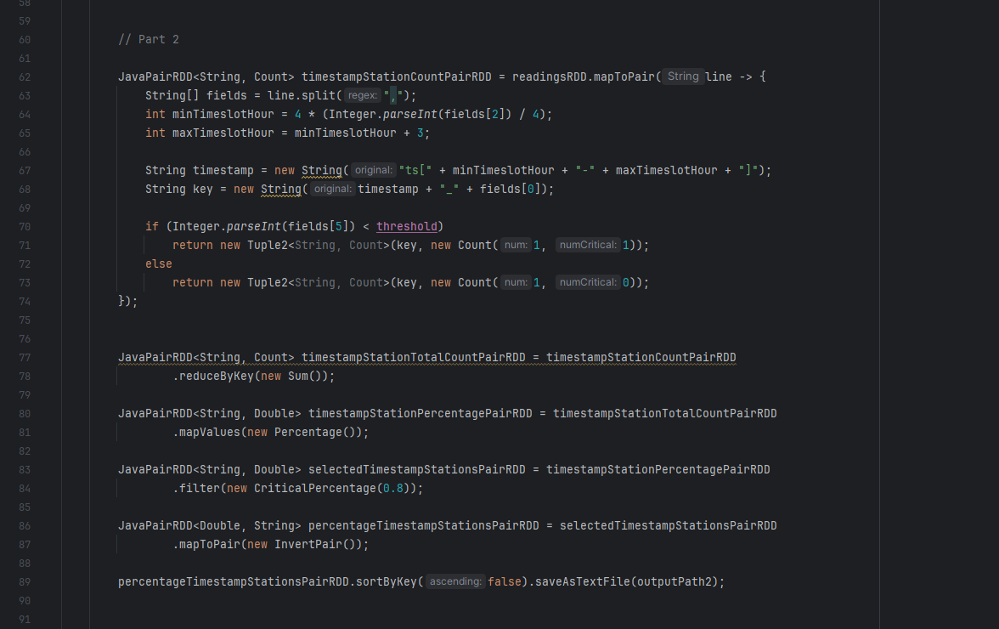 58
59
60 // Part 2
61
62 JavaPairRDD<String, Count> timestampStationCountPairRDD = readingsRDD.mapToPair( String line -> {
63 String[] fields = line.split( regex: ",");
64 int minTimeslotHour = 4 * (Integer.parseInt(fields[2]) / 4);
65 int maxTimeslotHour = minTimeslotHour + 3;
66
67 String timestamp = new String( original: "ts[" + minTimeslotHour + "-" + maxTimeslotHour + "]");
68 String key = new String( original: timestamp + "_" + fields[0]);
69
70 if (Integer.parseInt(fields[5]) < threshold)
71 return new Tuple2<String, Count>(key, new Count( num: 1, numCritical: 1));
72 else
73 return new Tuple2<String, Count>(key, new Count( num: 1, numCritical: 0));
74 });
75
76
77 JavaPairRDD<String, Count> timestampStationTotalCountPairRDD = timestampStationCountPairRDD
78 .reduceByKey(new Sum());
79
80 JavaPairRDD<String, Double> timestampStationPercentagePairRDD = timestampStationTotalCountPairRDD
81 .mapValues(new Percentage());
82
83 JavaPairRDD<String, Double> selectedTimestampStationsPairRDD = timestampStationPercentagePairRDD
84 .filter(new CriticalPercentage(0.8));
85
86 JavaPairRDD<Double, String> percentageTimestampStationsPairRDD = selectedTimestampStationsPairRDD
87 .mapToPair(new InvertPair());
88
89 percentageTimestampStationsPairRDD.sortByKey( ascending: false).saveAsTextFile(outputPath2);
90
91